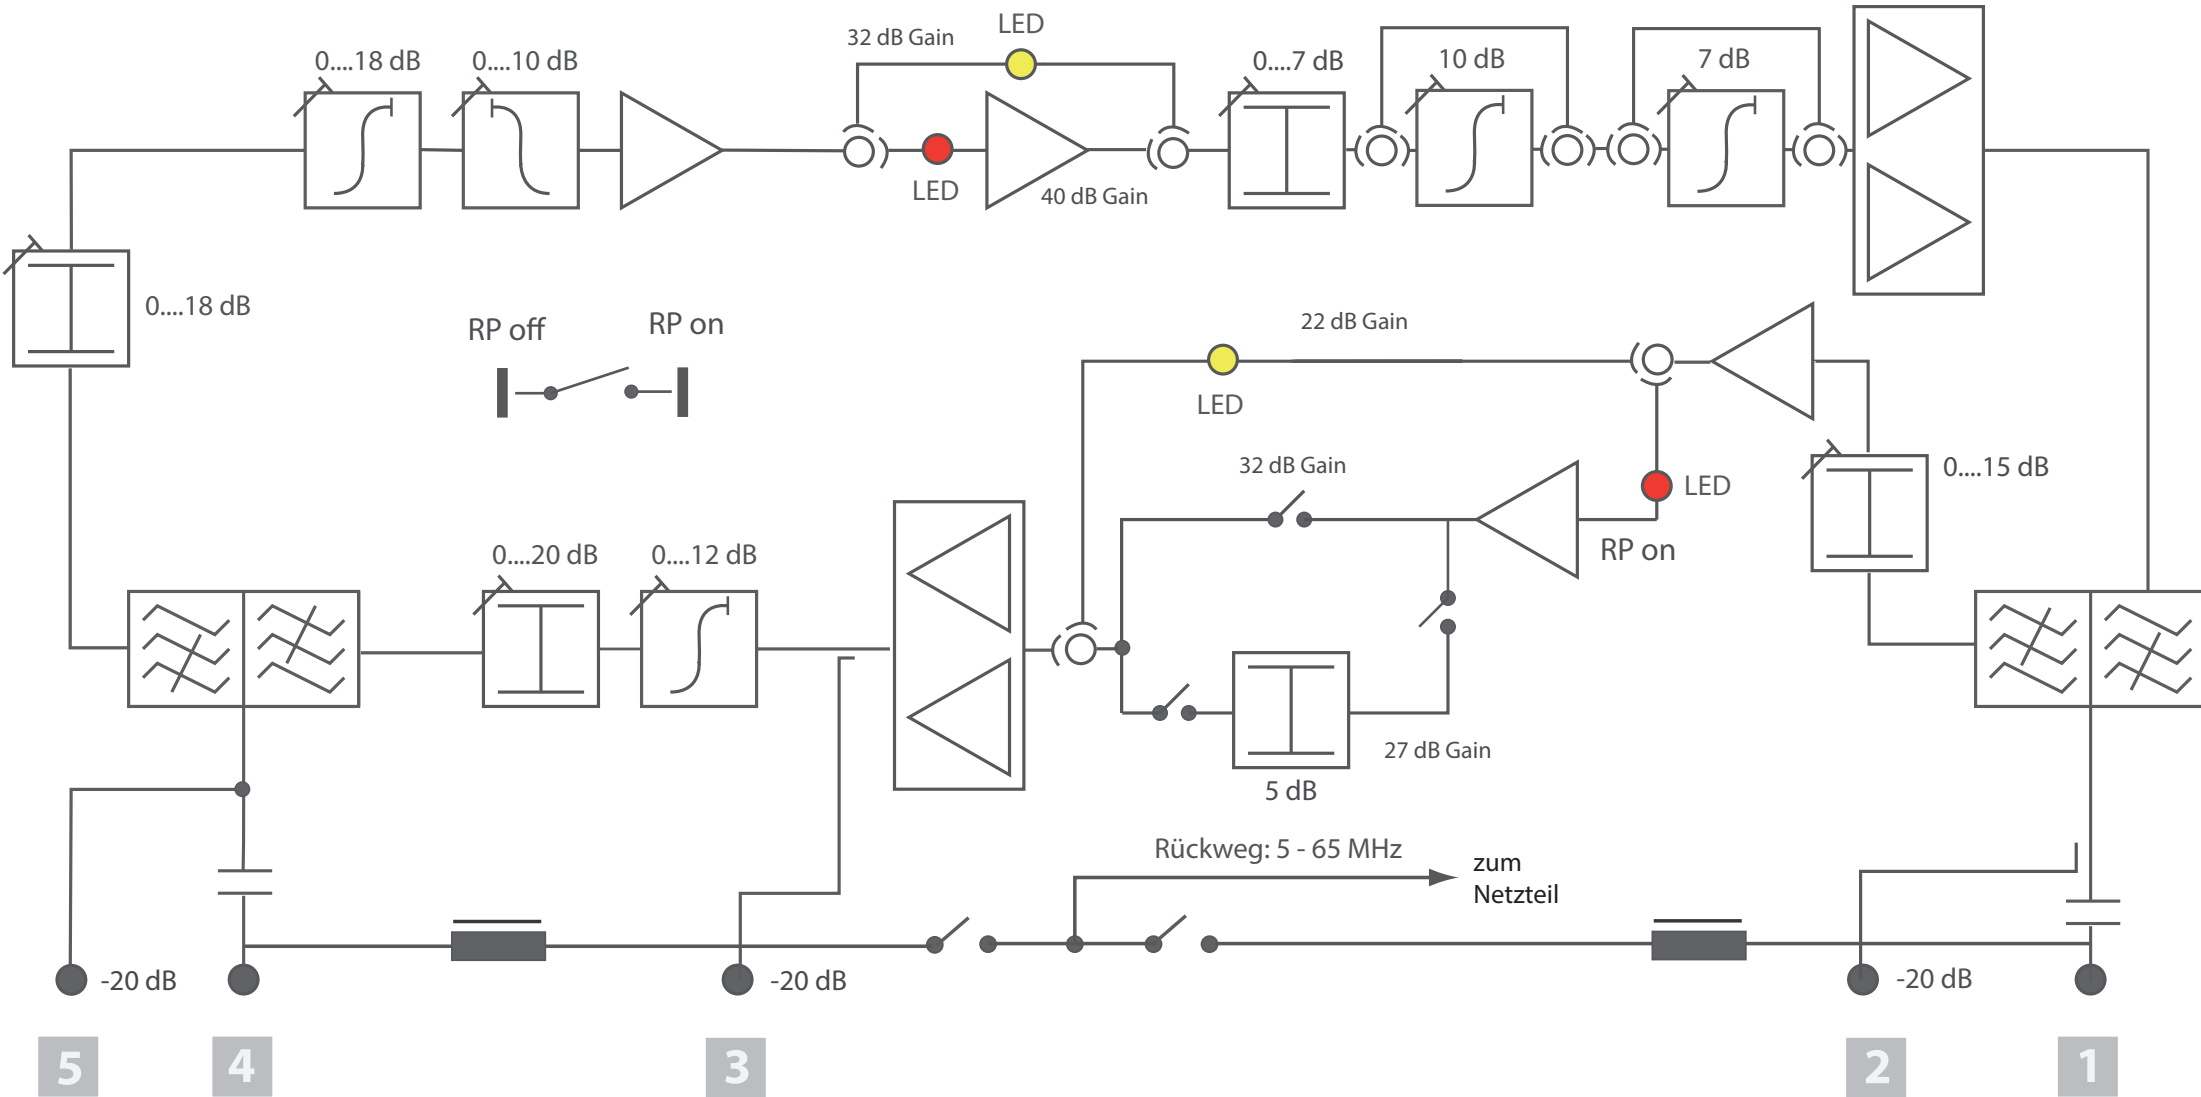 LED
32 dB Gain
0....18 dB
0....10 dB
0....7 dB
10 dB
7 dB
LED
40 dB Gain
0....18 dB
RP off
RP on
22 dB Gain
LED
32 dB Gain
LED
0....15 dB
RP on
0....20 dB
0....12 dB
27 dB Gain
5 dB
Rückweg: 5 - 65 MHz
zum
Netzteil
-20 dB
-20 dB
-20 dB
5
4
3
2
1